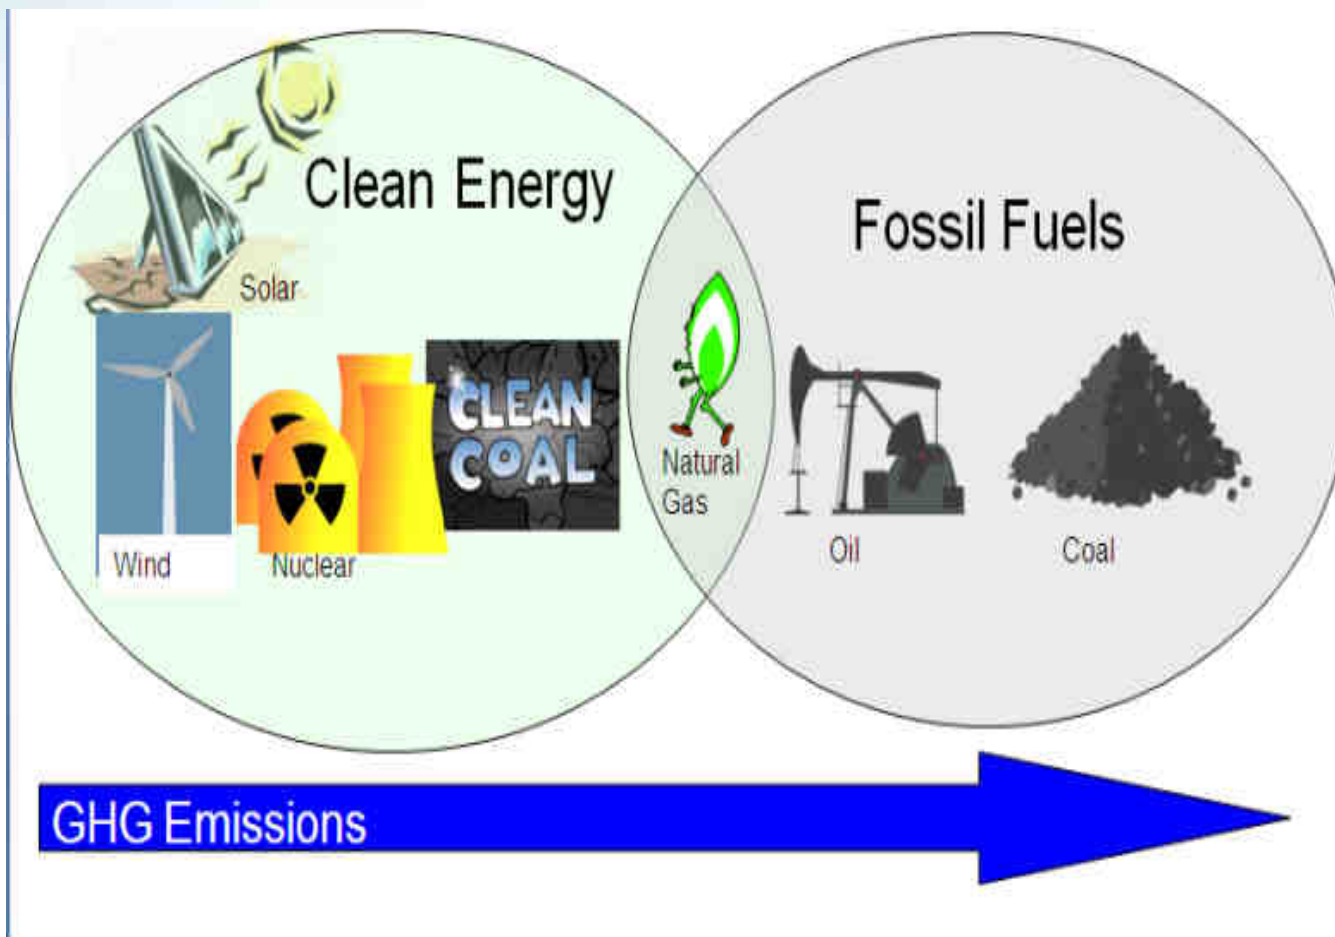 Clean Energy
Fossil Fuels
Solar
CLEAN
COAL
Natural
Gas
Wind
Nuclear
Oil
Coal
GHG Emissions